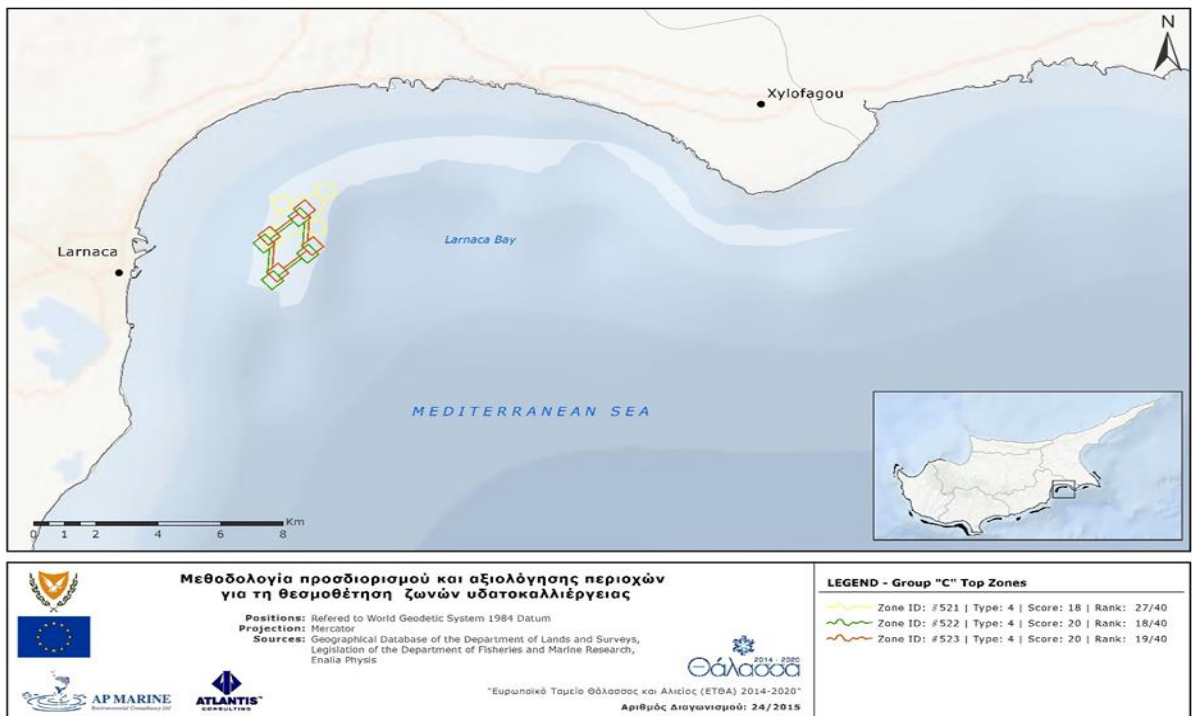 N
Xylofagou
Larnaca Bay
Larnaca
MEDITERRANEAN SEA
Km
0 1 2 4 6 8
Μεθοδολογία προσδιορισμού και αξιολόγησης περιοχών
για τη θεσμοθέτηση ζωνών υδατοκαλλιέργειας
Positions: Refered to World Geodetic System 1984 Datum
Projection: Mercator
Sources: Geographical Database of the Department of Lands and Surveys,
Legislation of the Department of Fisheries and Marine Research,
Enalia Physis
AP MARINE
Environmental Consultancy Ltd
ATLANTIS
CONSULTING
2014 - 2020
Θάλασσα
"Ευρωπαϊκό Ταμείο Θάλασσας και Αλιείας (ΕΤΘΑ) 2014-2020"
Αριθμός Διαγωνισμού: 24/2015
LEGEND - Group "C" Top Zones
Zone ID: #521 | Type: 4 | Score: 18 | Rank: 27/40
Zone ID: #522 | Type: 4 | Score: 20 | Rank: 18/40
Zone ID: #523 | Type: 4 | Score: 20 | Rank: 19/40